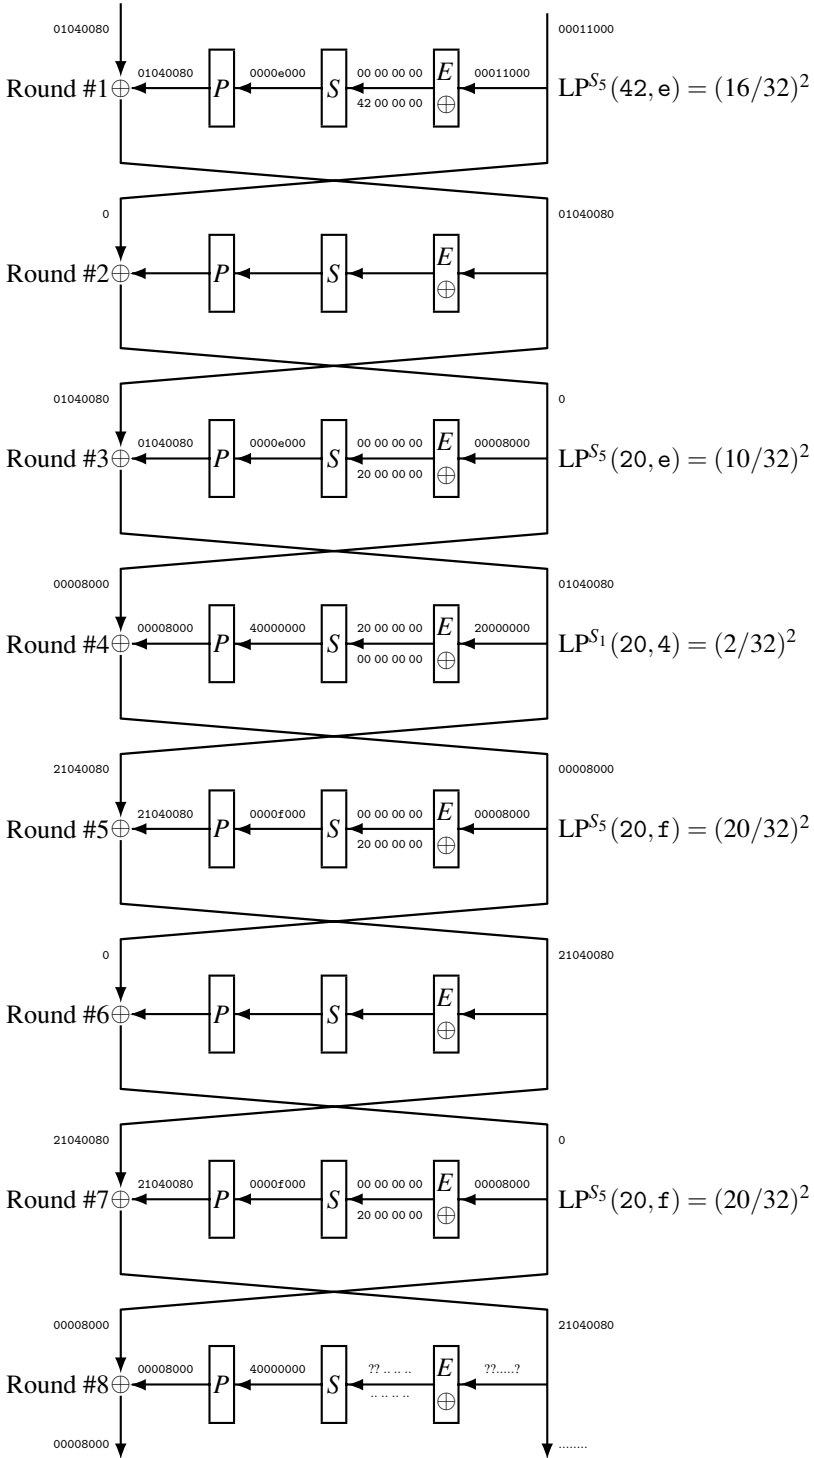 01040080 00011000
Round #1 ⊕ 01040080 P 0000e000 S 00 00 00 00 E 00011000 LP^{S_5}(42, e) = (16/32)^2
42 00 00 00 ⊕
0 01040080
Round #2 ⊕ P S E
⊕
01040080 0
Round #3 ⊕ 01040080 P 0000e000 S 00 00 00 00 E 00008000 LP^{S_5}(20, e) = (10/32)^2
20 00 00 00 ⊕
00008000 01040080
Round #4 ⊕ 00008000 P 40000000 S 20 00 00 00 E 20000000 LP^{S_1}(20, 4) = (2/32)^2
00 00 00 00 ⊕
21040080 00008000
Round #5 ⊕ 21040080 P 0000f000 S 00 00 00 00 E 00008000 LP^{S_5}(20, f) = (20/32)^2
20 00 00 00 ⊕
0 21040080
Round #6 ⊕ P S E
⊕
21040080 0
Round #7 ⊕ 21040080 P 0000f000 S 00 00 00 00 E 00008000 LP^{S_5}(20, f) = (20/32)^2
20 00 00 00 ⊕
00008000 21040080
Round #8 ⊕ 00008000 P 40000000 S ?? .. .. .. E ??.....?
.. .. .. .. ⊕
00008000 ........